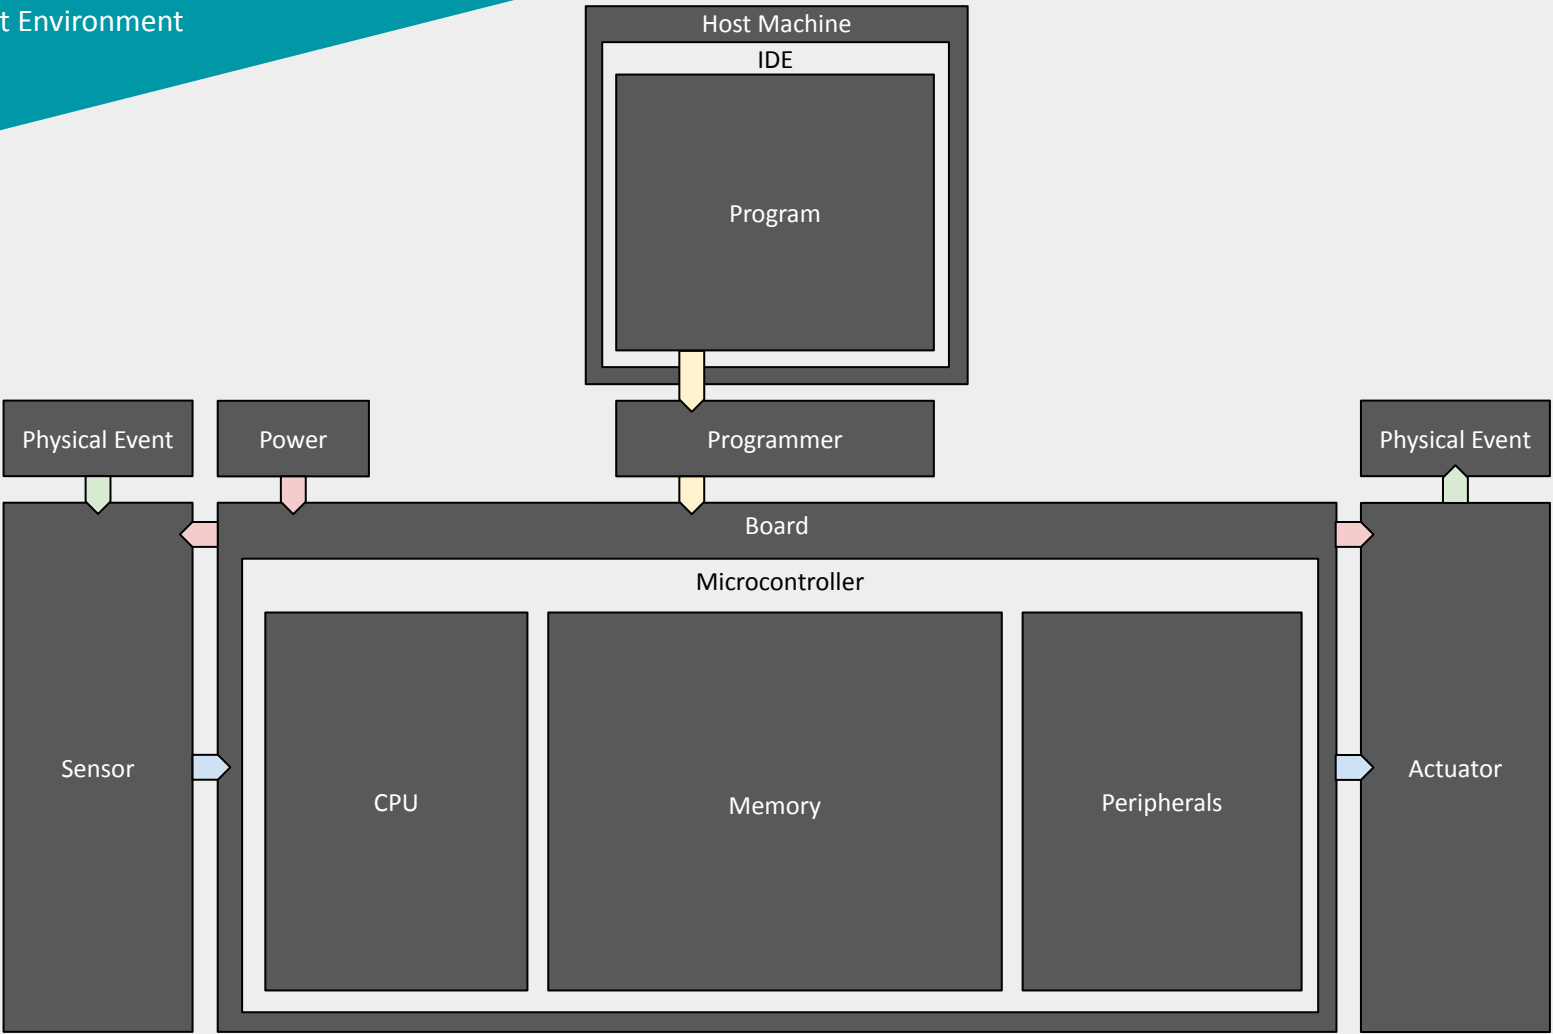 t Environment
Host Machine
IDE
Program
Physical Event
Power
Programmer
Physical Event
Board
Microcontroller
Sensor
CPU
Memory
Peripherals
Actuator